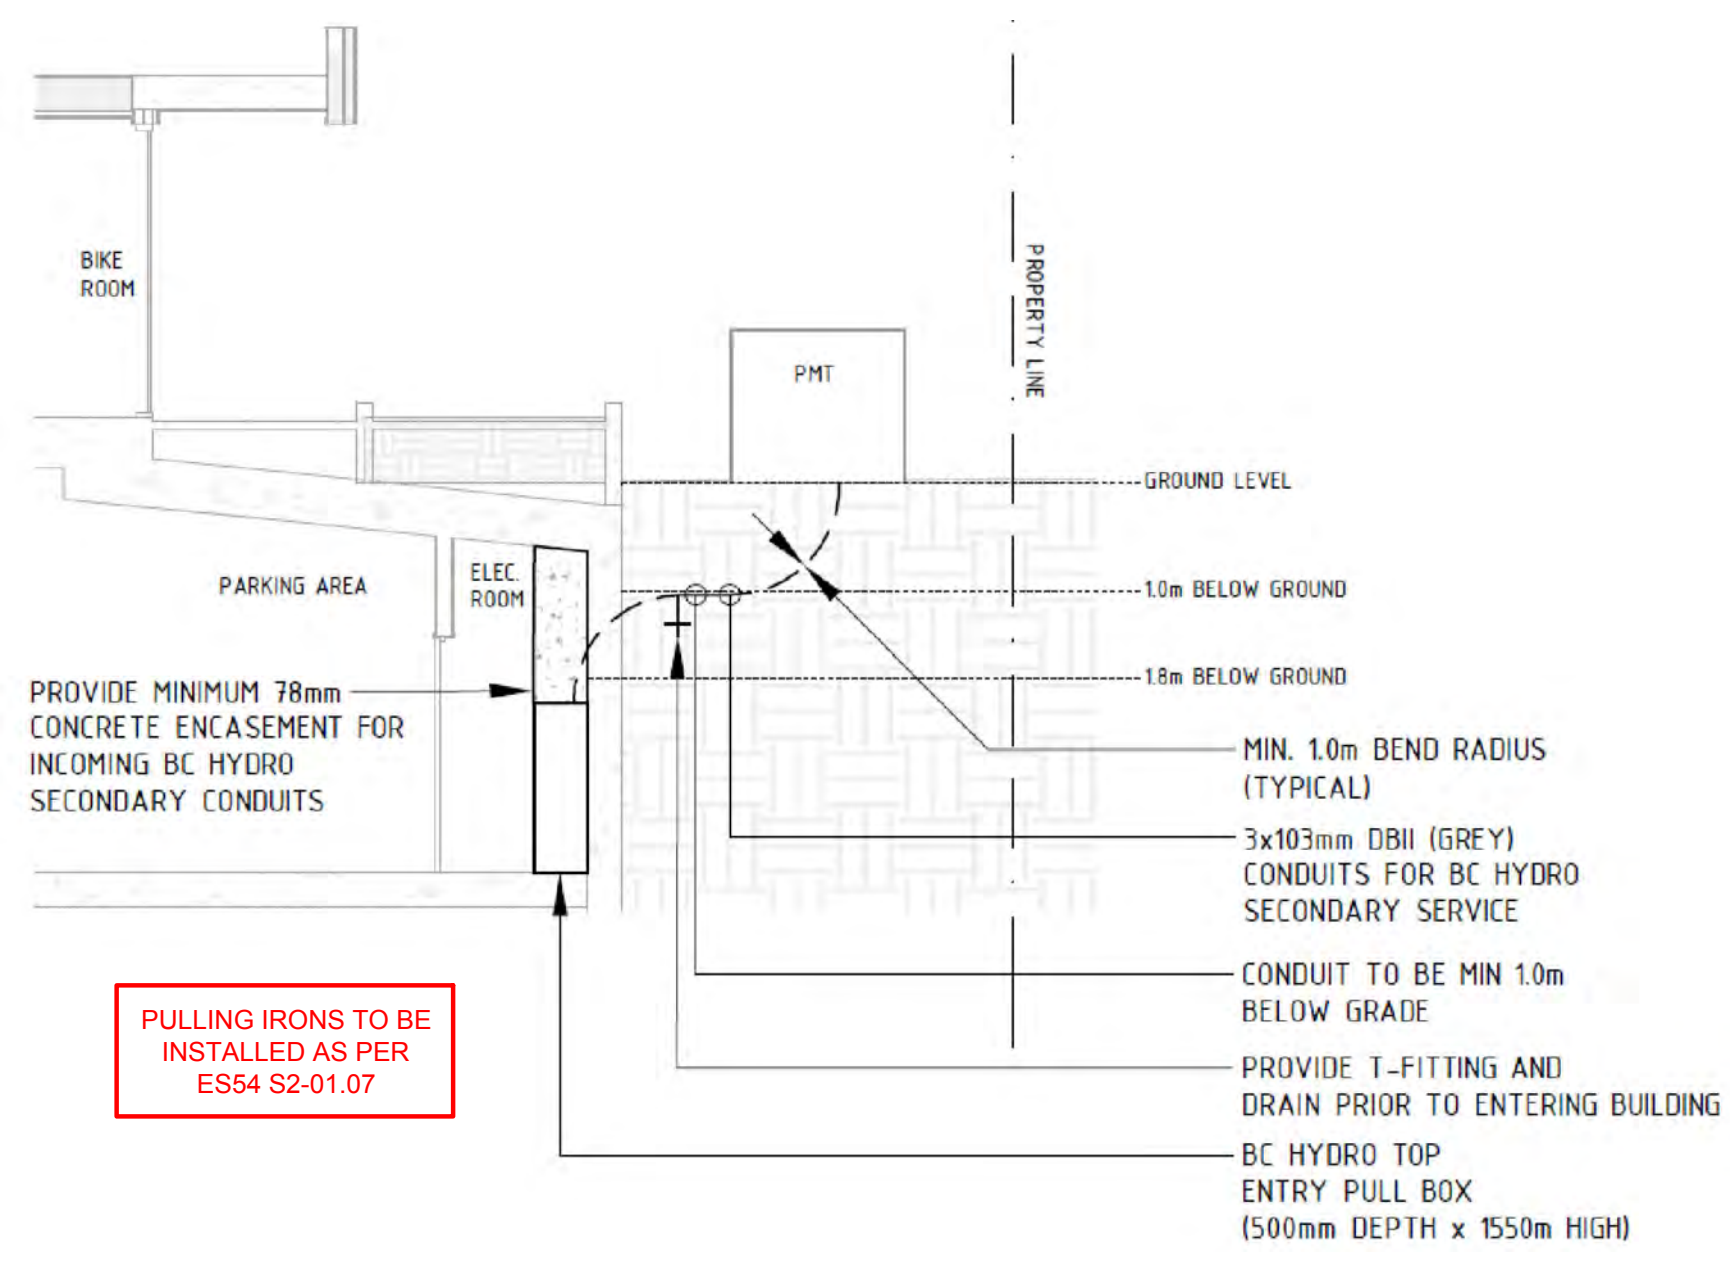 BIKE
ROOM
PROPERTY LINE
PMT
GROUND LEVEL
PARKING AREA
ELEC.
ROOM
1.0m BELOW GROUND
1.8m BELOW GROUND
PROVIDE MINIMUM 78mm
CONCRETE ENCASEMENT FOR
INCOMING BC HYDRO
SECONDARY CONDUITS
MIN. 1.0m BEND RADIUS
(TYPICAL)
3x103mm DBII (GREY)
CONDUITS FOR BC HYDRO
SECONDARY SERVICE
CONDUIT TO BE MIN 1.0m
BELOW GRADE
PULLING IRONS TO BE
INSTALLED AS PER
ES54 S2-01.07
PROVIDE T-FITTING AND
DRAIN PRIOR TO ENTERING BUILDING
BC HYDRO TOP
ENTRY PULL BOX
(500mm DEPTH x 1550m HIGH)